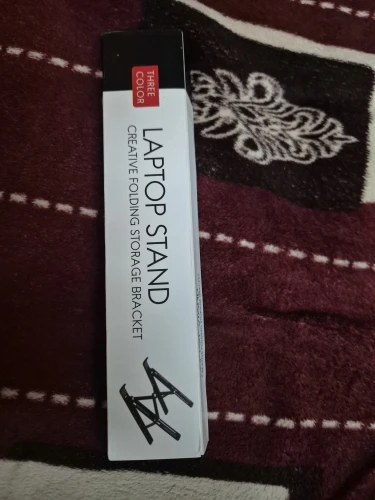 THREE
COLOR
LAPTOP STAND
CREATIVE FOLDING STORAGE BRACKET